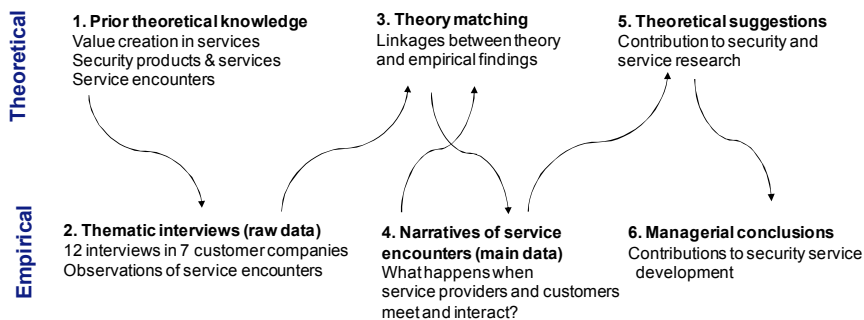 Theoretical
1. Prior theoretical knowledge
Value creation in services
Security products & services
Service encounters
3. Theory matching
Linkages between theory
and empirical findings
5. Theoretical suggestions
Contribution to security and
service research
Empirical
2. Thematic interviews (raw data)
12 interviews in 7 customer companies
Observations of service encounters
4. Narratives of service
encounters (main data)
What happens when
service providers and customers
meet and interact?
6. Managerial conclusions
Contributions to security service
development